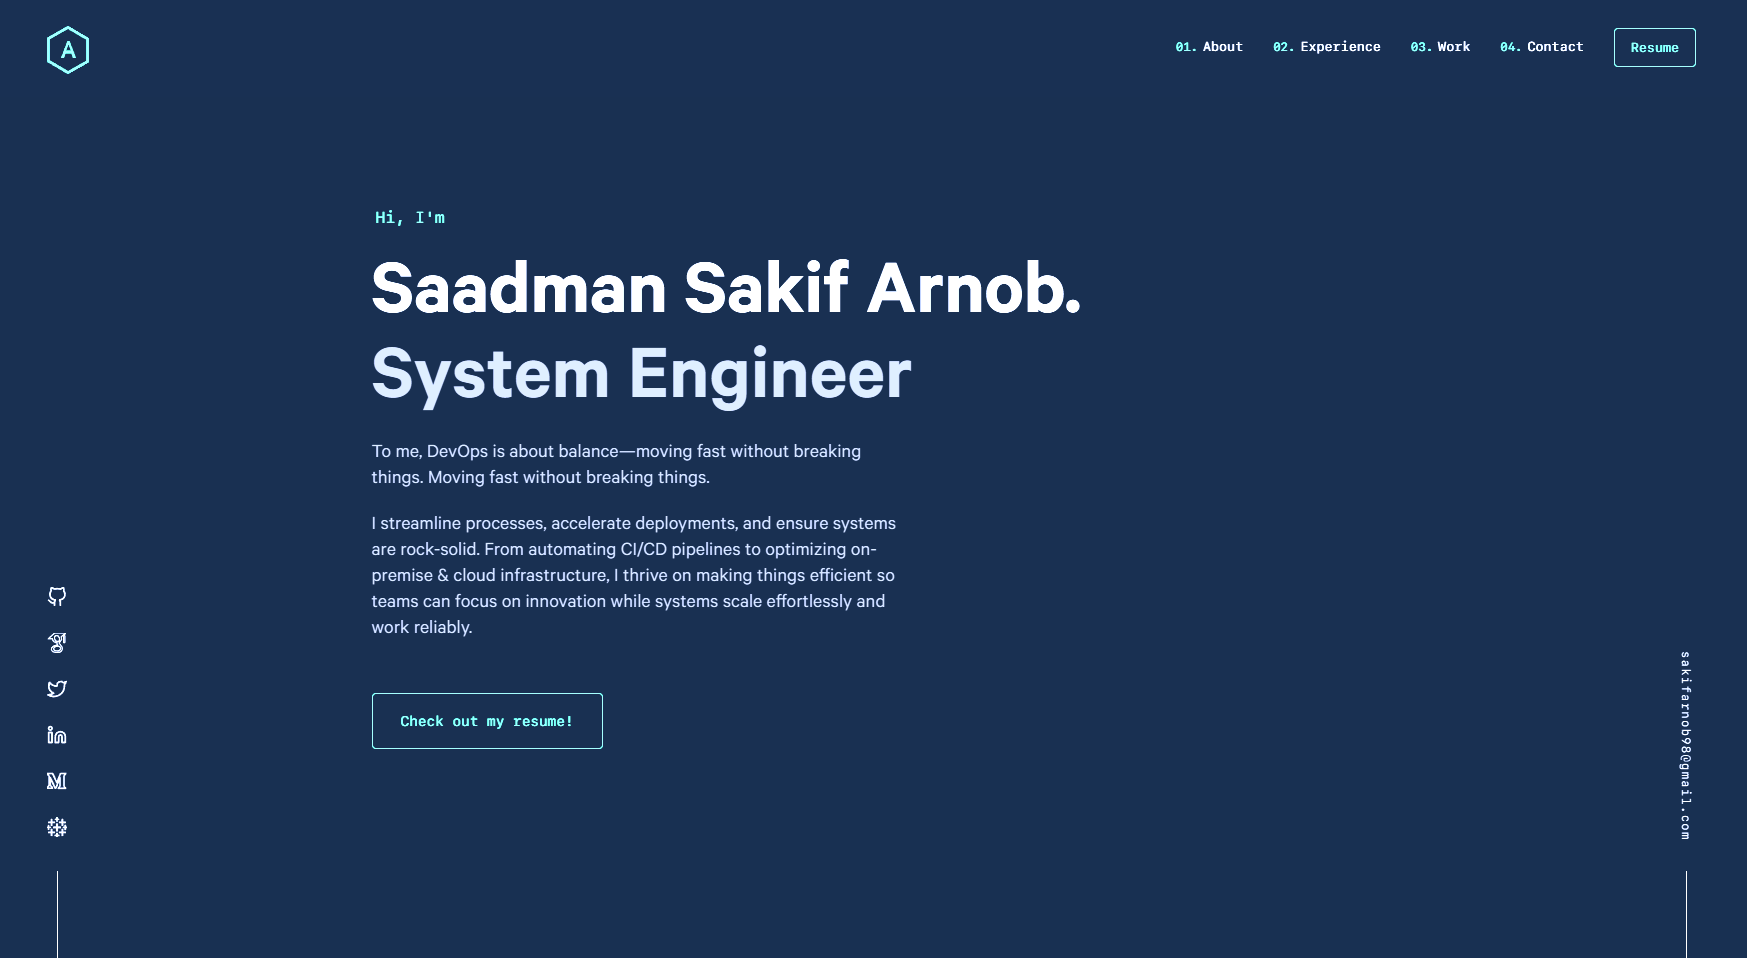 A
01. About
02. Experience
03. Work
04. Contact
Resume
Hi, I'm
Saadman Sakif Arnob.
System Engineer
To me, DevOps is about balance—moving fast without breaking
things. Moving fast without breaking things.
I streamline processes, accelerate deployments, and ensure systems
are rock-solid. From automating CI/CD pipelines to optimizing on-
premise & cloud infrastructure, I thrive on making things efficient so
teams can focus on innovation while systems scale effortlessly and
work reliably.
Check out my resume!
sakifarnob98@gmail.com